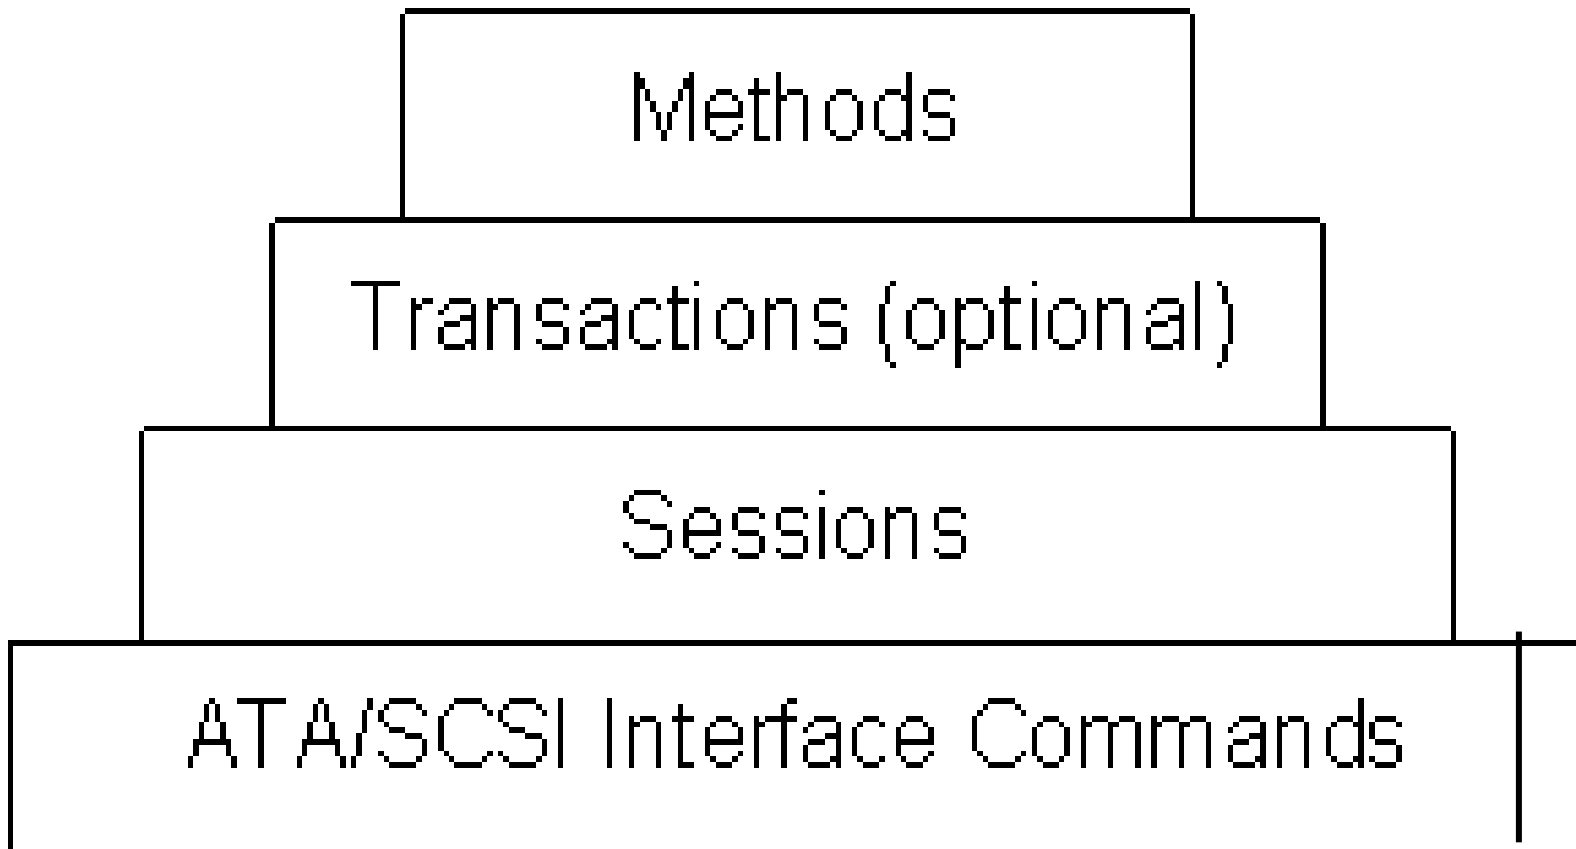 Methods
Transactions (optional)
Sessions
ATA/SCSI Interface Commands